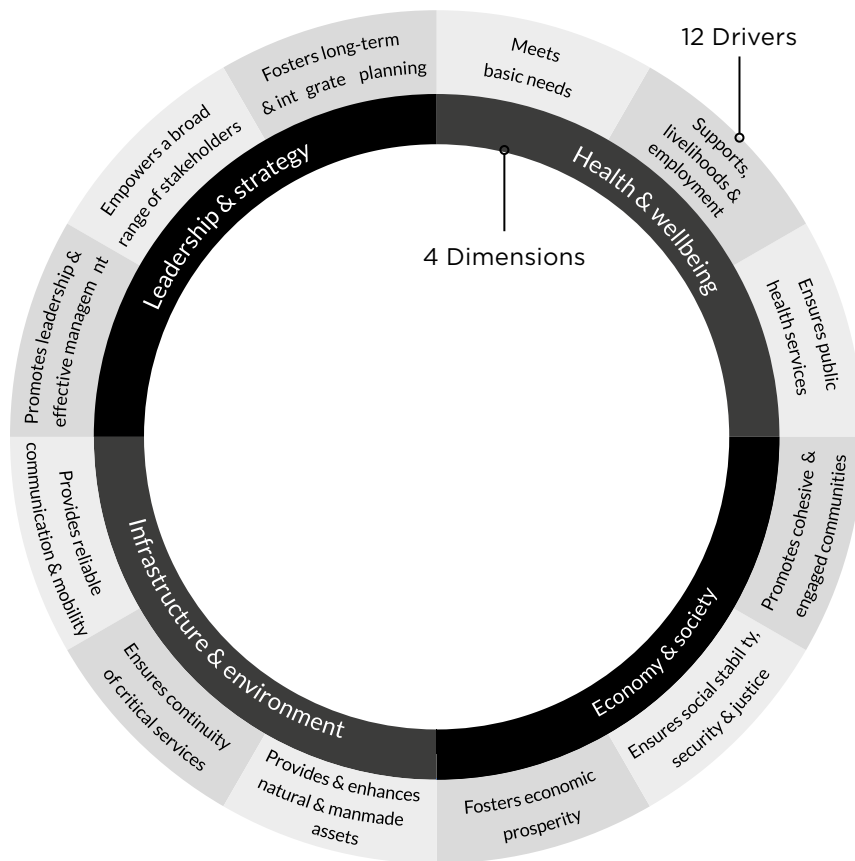 12 Drivers
4 Dimensions
Health & wellbeing
Meets
basic needs
Supports,
livelihoods &
employment
Ensures public
health services
Economy & society
Promotes cohesive &
engaged communities
Ensures social stabil ty,
security & justice
Fosters economic
prosperity
Infrastructure & environment
Provides & enhances
natural & manmade
assets
Ensures continuity
of critical services
Provides reliable
communication & mobility
Leadership & strategy
Promotes leadership &
effective managem nt
Empowers a broad
range of stakeholders
Fosters long-term
& int grate planning